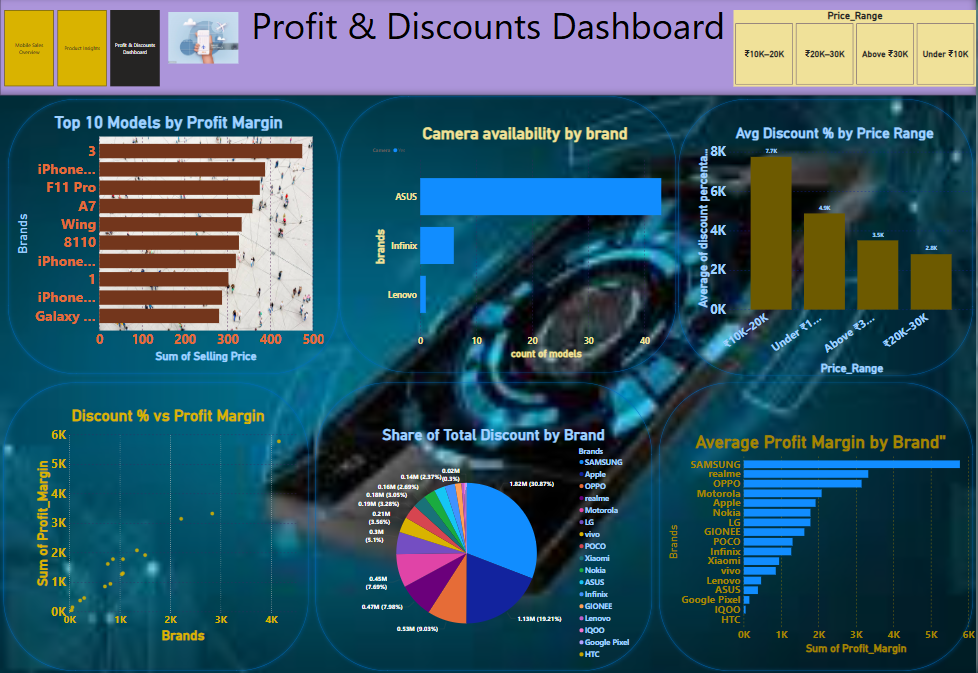 Mobile Sales
Overview
Product Insights
Profit & Discounts
Dashboard
Profit & Discounts Dashboard
Price_Range
₹10K–20K
₹20K–30K
Above ₹30K
Under ₹10K
Top 10 Models by Profit Margin
Brands
3
iPhone...
F11 Pro
A7
Wing
8110
iPhone...
1
iPhone...
Galaxy ...
0 100 200 300 400 500
Sum of Selling Price
Camera availability by brand
Camera
brands
ASUS
Infinix
Lenovo
0 10 20 30 40
count of models
Avg Discount % by Price Range
Average of discount percenta...
8K
6K
4K
2K
0K
7.7K
4.9K
3.5K
2.8K
₹10K–20K
Under ₹1...
Above ₹3...
₹20K–30K
Price_Range
Discount % vs Profit Margin
Sum of Profit_Margin
6K
5K
4K
3K
2K
1K
0K
0K 1K 2K 3K 4K
Brands
Share of Total Discount by Brand
1.82M (30.87%)
1.13M (19.21%)
0.53M (9.03%)
0.47M (7.98%)
0.45M
(7.69%)
0.3M
(5.1%)
0.21M
(3.56%)
0.19M (3.28%)
0.18M (3.05%)
0.16M (2.69%)
0.14M (2.37%)
0.02M
(0.3%)
Brands
SAMSUNG
Apple
OPPO
realme
Motorola
LG
vivo
POCO
Xiaomi
Nokia
ASUS
Infinix
GIONEE
Lenovo
IQOO
Google Pixel
HTC
Average Profit Margin by Brand"
Brands
SAMSUNG
realme
OPPO
Motorola
Apple
Nokia
LG
GIONEE
POCO
Infinix
Xiaomi
vivo
Lenovo
ASUS
Google Pixel
IQOO
HTC
0K 1K 2K 3K 4K 5K 6K
Sum of Profit_Margin